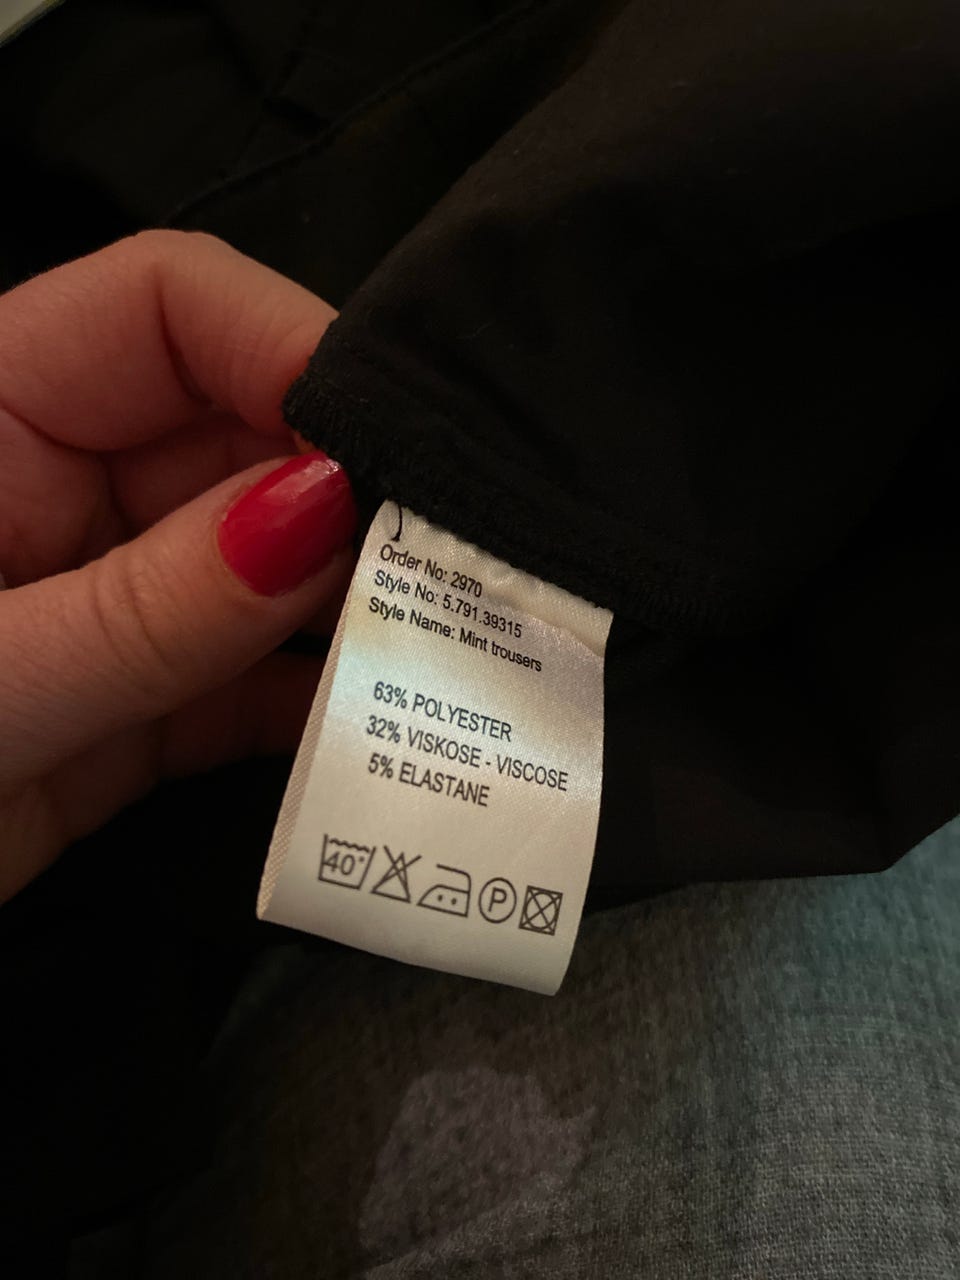 Order No: 2970
Style No: 5.791.39315
Style Name: Mint trousers
63% POLYESTER
32% VISKOSE - VISCOSE
5% ELASTANE
40° P